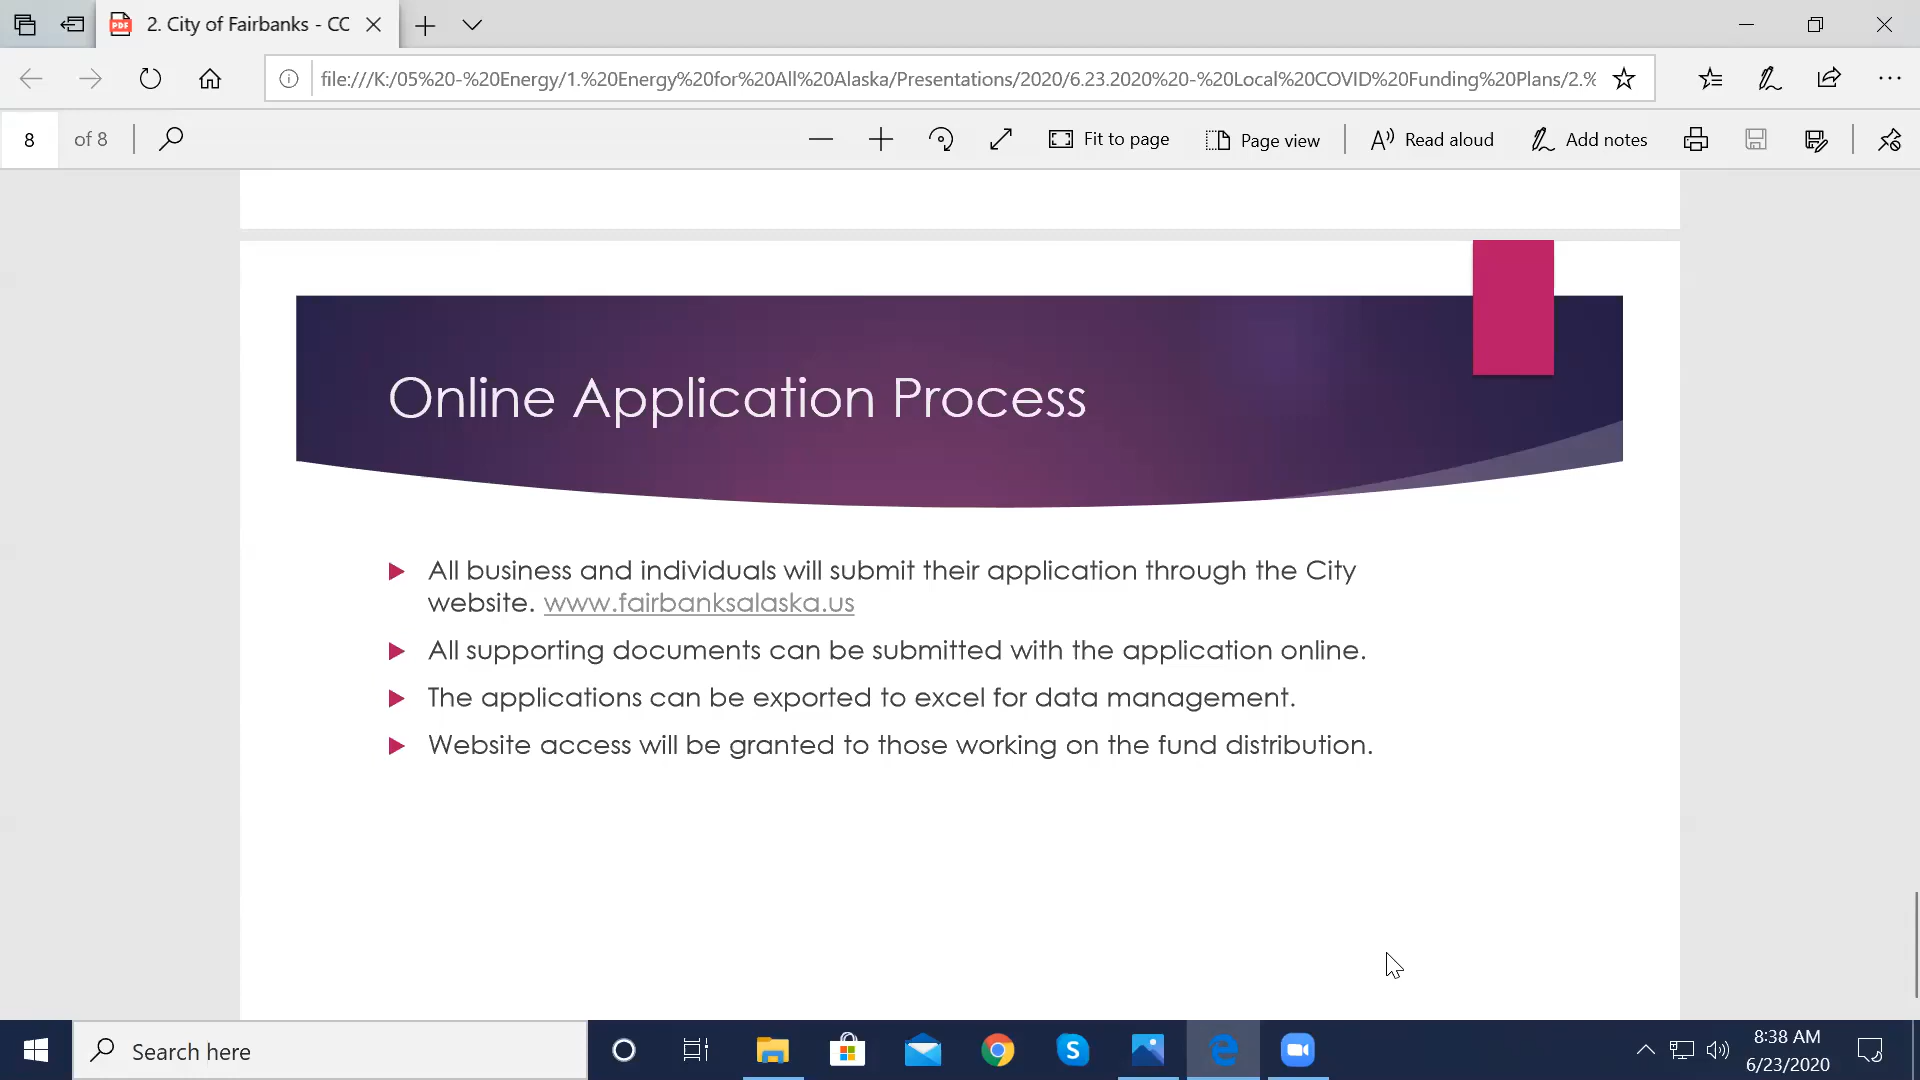 2. City of Fairbanks - CC
file:///K:/05%20-%20Energy/1.%20Energy%20for%20All%20Alaska/Presentations/2020/6.23.2020%20-%20Local%20COVID%20Funding%20Plans/2.%
8 of 8
Fit to page
Page view
Read aloud
Add notes
Online Application Process
All business and individuals will submit their application through the City
website. www.fairbanksalaska.us
All supporting documents can be submitted with the application online.
The applications can be exported to excel for data management.
Website access will be granted to those working on the fund distribution.
Search here
8:38 AM
6/23/2020